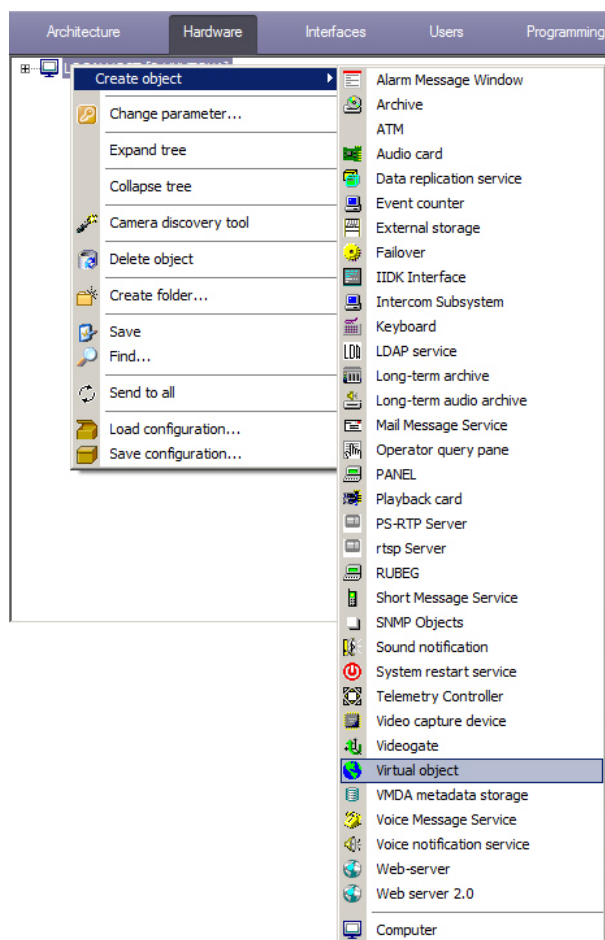 Architecture Hardware Interfaces Users Programming
Create object
Change parameter...
Expand tree
Collapse tree
Camera discovery tool
Delete object
Create folder...
Save
Find...
Send to all
Load configuration...
Save configuration...
Alarm Message Window
Archive
ATM
Audio card
Data replication service
Event counter
External storage
Failover
IIDK Interface
Intercom Subsystem
Keyboard
LDAP service
Long-term archive
Long-term audio archive
Mail Message Service
Operator query pane
PANEL
Playback card
PS-RTP Server
rtsp Server
RUBEG
Short Message Service
SNMP Objects
Sound notification
System restart service
Telemetry Controller
Video capture device
Videogate
Virtual object
VMDA metadata storage
Voice Message Service
Voice notification service
Web-server
Web server 2.0
Computer